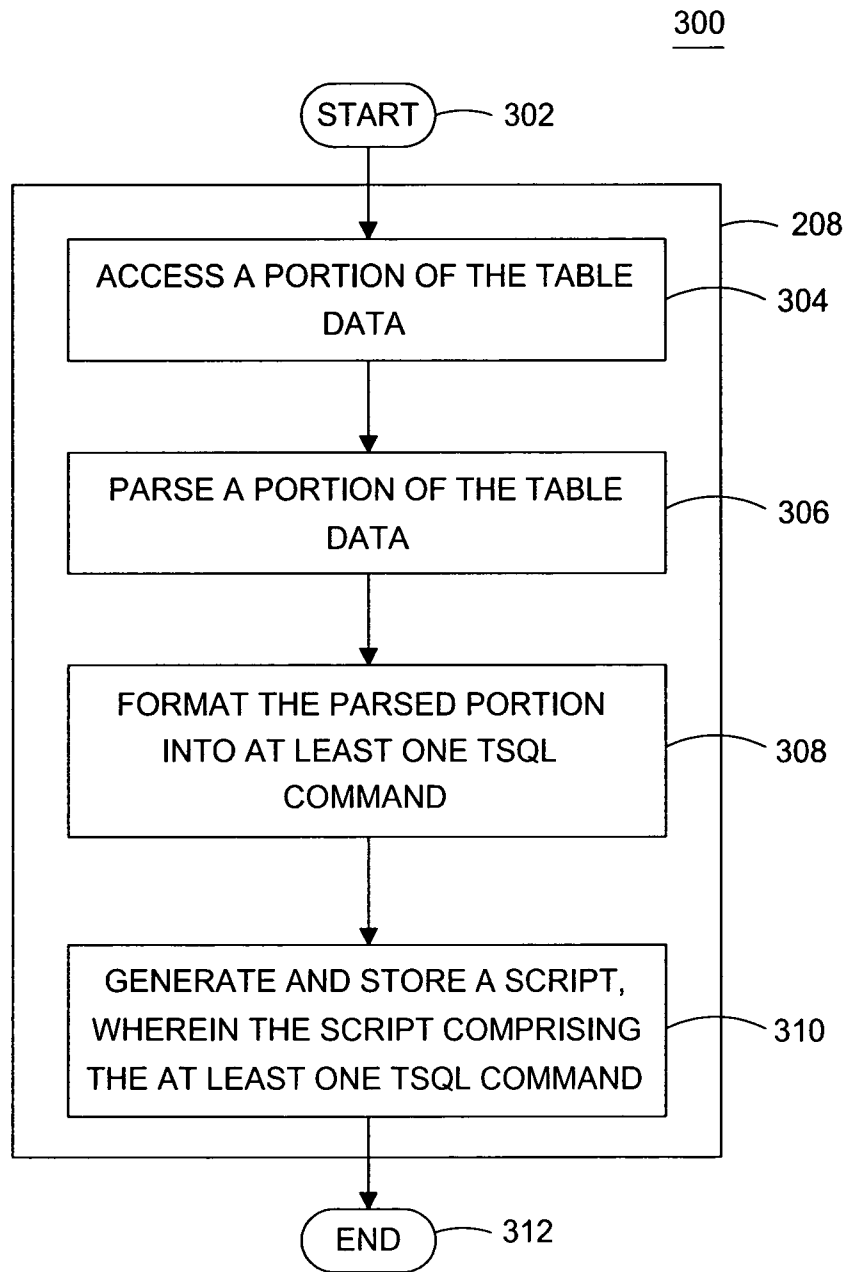 300
START
302
208
ACCESS A PORTION OF THE TABLE
DATA
304
PARSE A PORTION OF THE TABLE
DATA
306
FORMAT THE PARSED PORTION
INTO AT LEAST ONE TSQL
COMMAND
308
GENERATE AND STORE A SCRIPT,
WHEREIN THE SCRIPT COMPRISING
THE AT LEAST ONE TSQL COMMAND
310
END
312